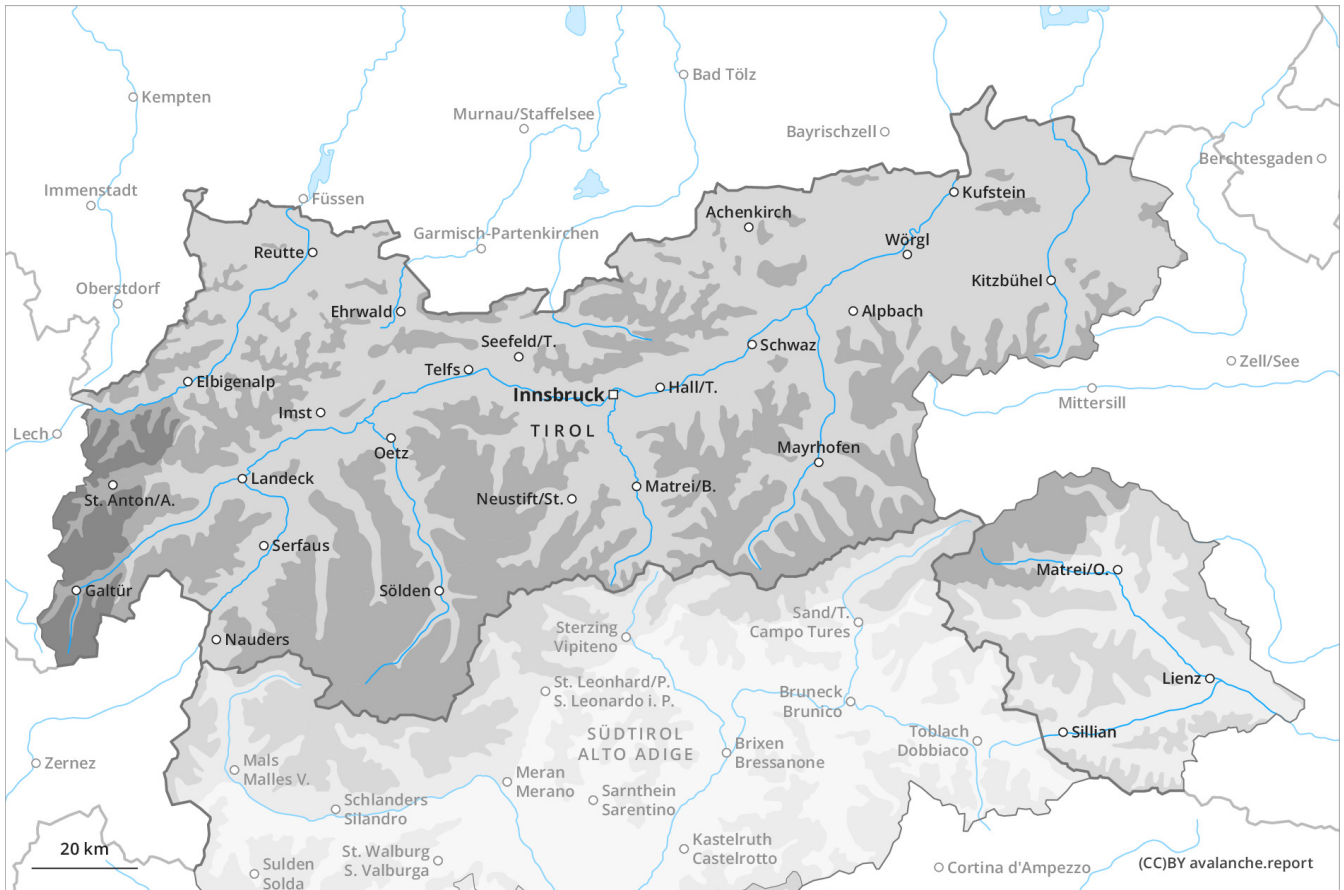 Kempten
Bad Tölz
Murnau/Staffelsee
Bayrischzell
Berchtesgaden
Immenstadt
Füssen
Kufstein
Achenkirch
Garmisch-Partenkirchen
Wörgl
Reutte
Oberstdorf
Kitzbühel
Ehrwald
Alpbach
Seefeld/T.
Schwaz
Zell/See
Telfs
Elbigenalp
Innsbruck
Hall/T.
Mittersill
Imst
Lech
TIROL
Oetz
Mayrhofen
Landeck
St. Anton/A.
Neustift/St.
Matrei/B.
Serfaus
Matrei/O.
Galtür
Sölden
Sand/T.
Campo Tures
Sterzing
Vipiteno
Nauders
Lienz
St. Leonhard/P.
S. Leonardo i. P.
Bruneck
Brunico
Sillian
SÜDTIROL
ALTO ADIGE
Toblach
Dobbiaco
Brixen
Bressanone
Zernez
Mals
Malles V.
Meran
Merano
Sarnthein
Sarentino
Schlanders
Silandro
Kastelruth
Castelrotto
20 km
St. Walburg
S. Valburga
Sulden
Solda
Cortina d'Ampezzo
(CC)BY avalanche.report